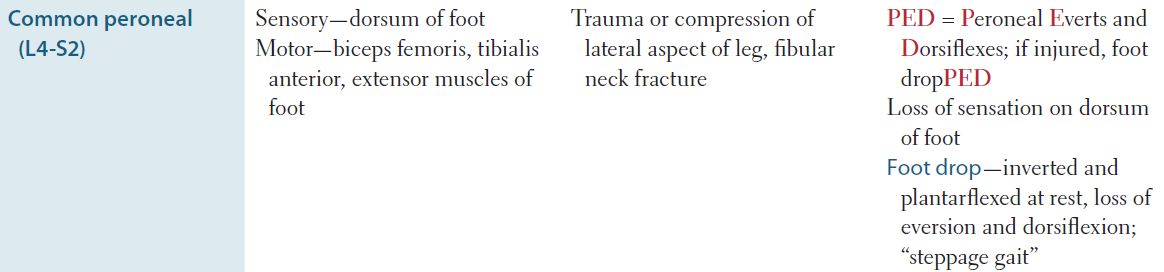 Common peroneal
(L4-S2)
Sensory—dorsum of foot
Motor—biceps femoris, tibialis
anterior, extensor muscles of
foot
Trauma or compression of
lateral aspect of leg, fibular
neck fracture
PED = Peroneal Everts and
Dorsiflexes; if injured, foot
dropPED
Loss of sensation on dorsum
of foot
Foot drop—inverted and
plantarflexed at rest, loss of
eversion and dorsiflexion;
“steppage gait”